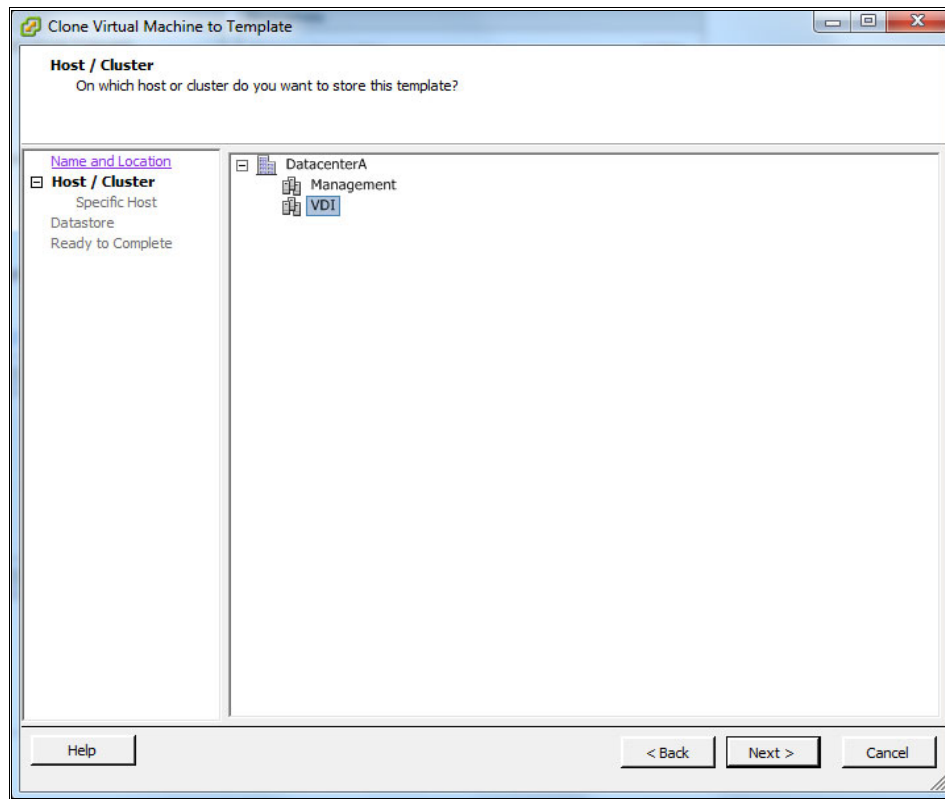 Clone Virtual Machine to Template
Host / Cluster
On which host or cluster do you want to store this template?
Name and Location
Host / Cluster
Specific Host
Datastore
Ready to Complete
DatacenterA
Management
VDI
Help
< Back
Next >
Cancel